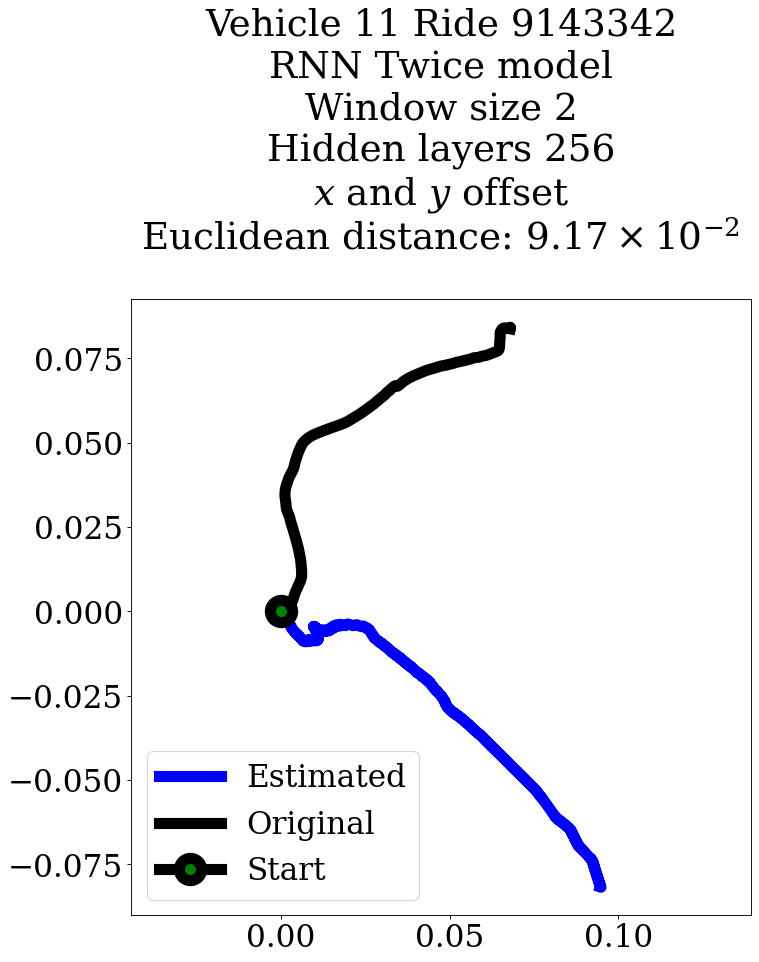 Vehicle 11 Ride 9143342
RNN Twice model
Window size 2
Hidden layers 256
x and y offset
Euclidean distance: 9.17 × 10⁻²
0.075
0.050
0.025
0.000
−0.025
−0.050
−0.075
Estimated
Original
Start
0.00 0.05 0.10